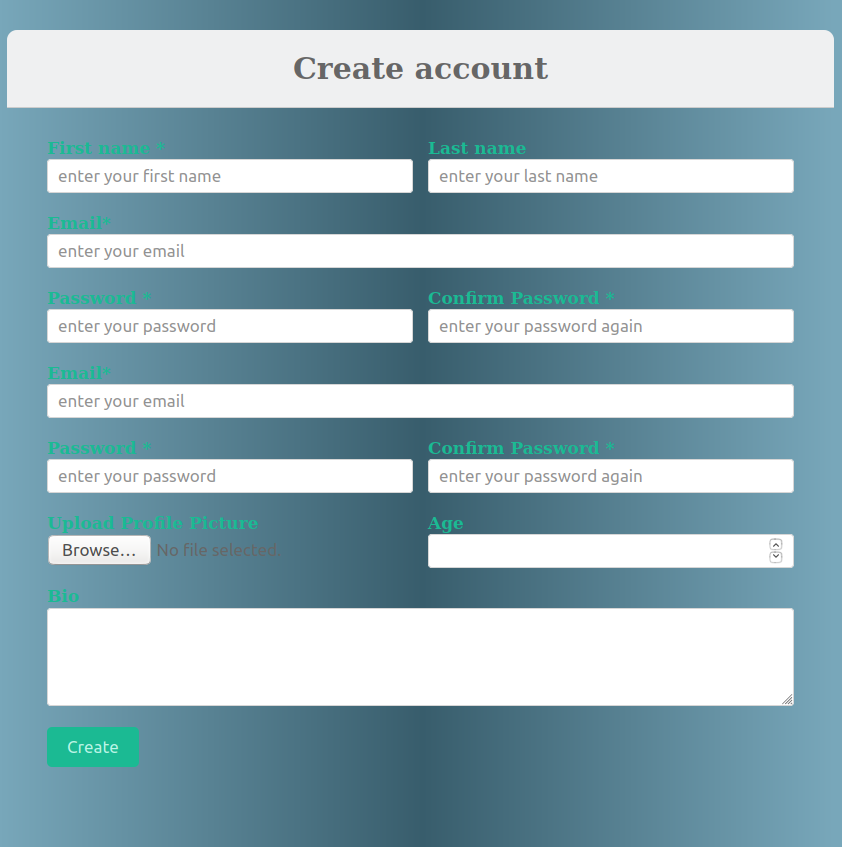 Create account
First name * Last name
enter your first name enter your last name
Email*
enter your email
Password * Confirm Password *
enter your password enter your password again
Email*
enter your email
Password * Confirm Password *
enter your password enter your password again
Upload Profile Picture Age
Browse... No file selected.
Bio
Create